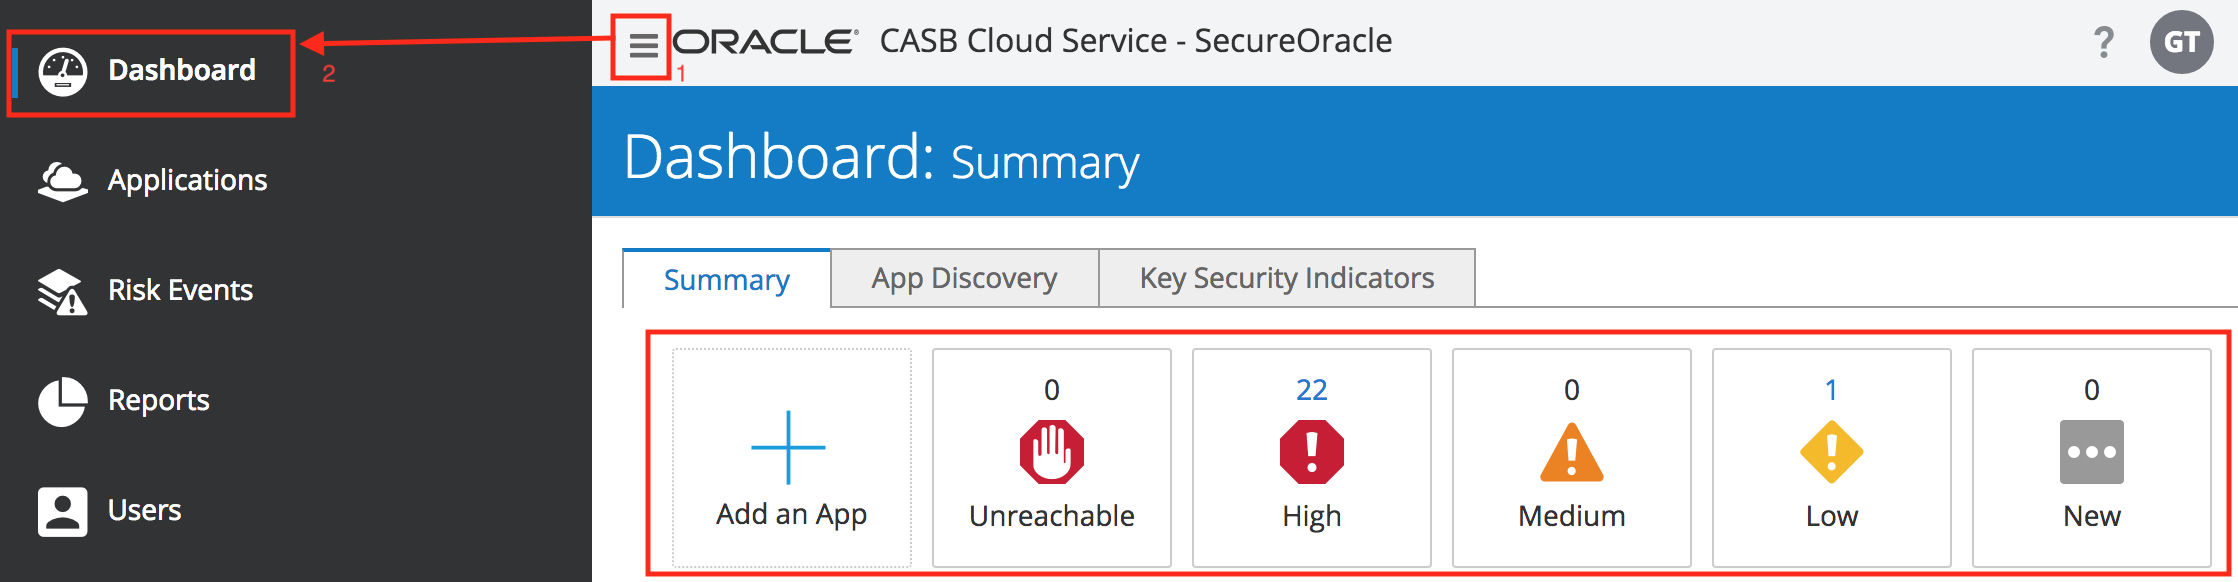 Dashboard
2
Applications
Risk Events
Reports
Users
1
ORACLE® CASB Cloud Service - SecureOracle
?
GT
Dashboard: Summary
Summary
App Discovery
Key Security Indicators
Add an App
0
Unreachable
22
High
0
Medium
1
Low
0
New